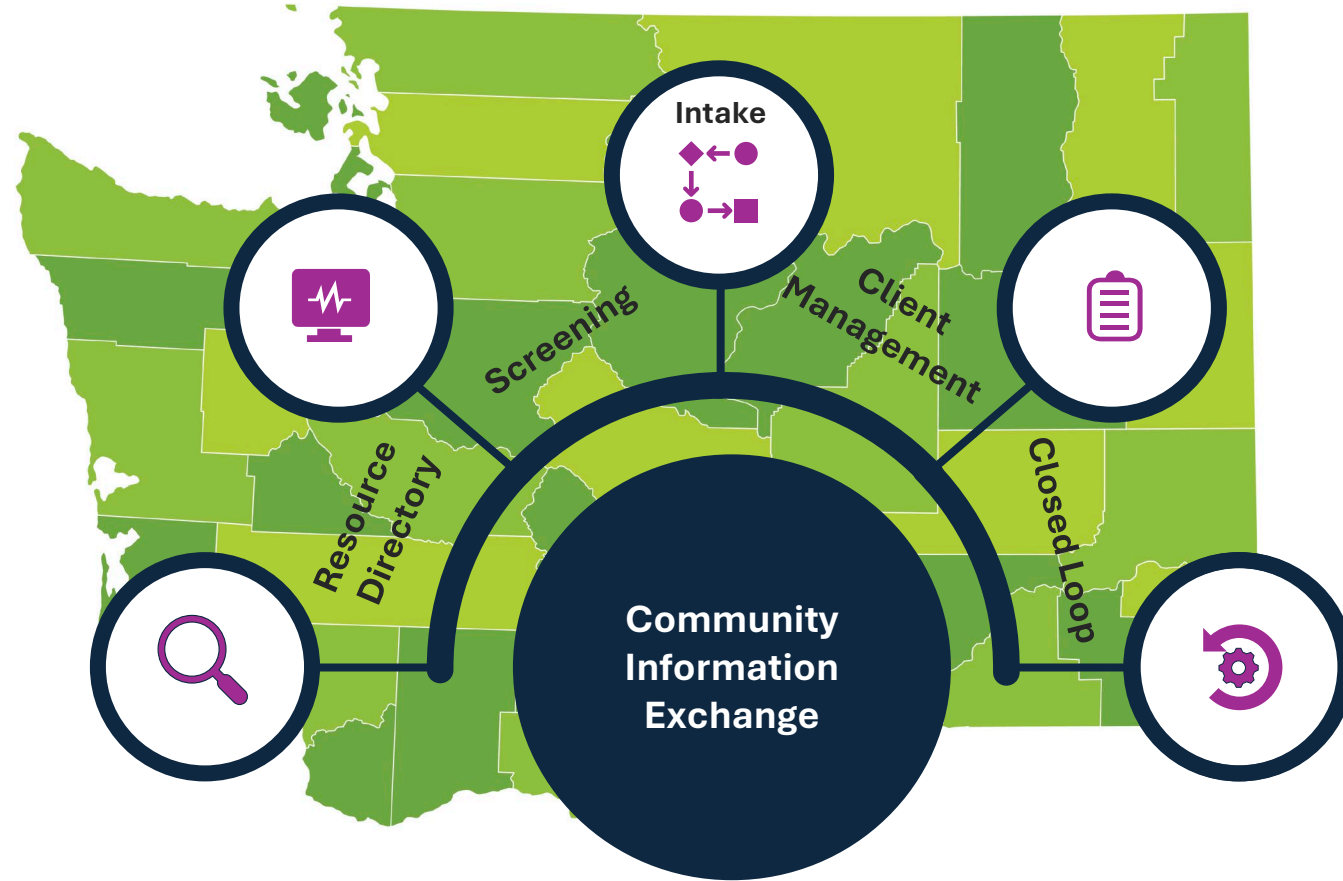 Intake
Screening
Client
Management
Resource
Directory
Closed Loop
Community
Information
Exchange